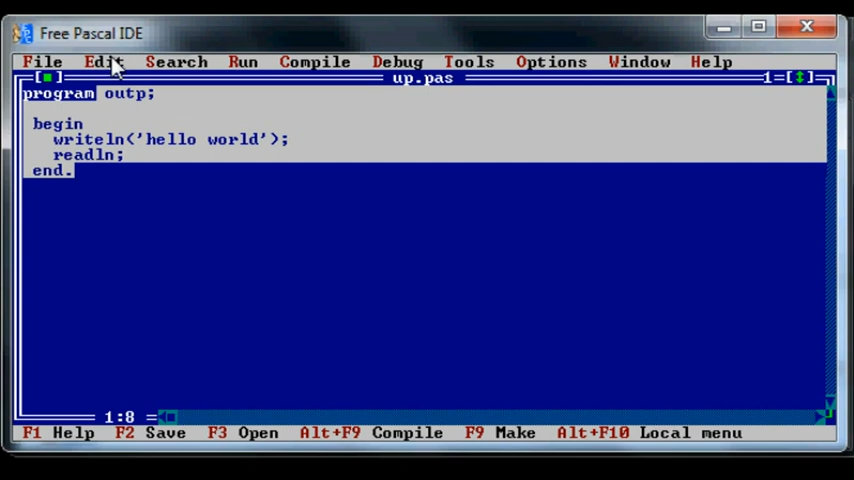 Free Pascal IDE
File Edit Search Run Compile Debug Tools Options Window Help
up.pas 1
program outp;
begin
writeln('hello world');
readln;
end.
1:8
F1 Help F2 Save F3 Open Alt+F9 Compile F9 Make Alt+F10 Local menu